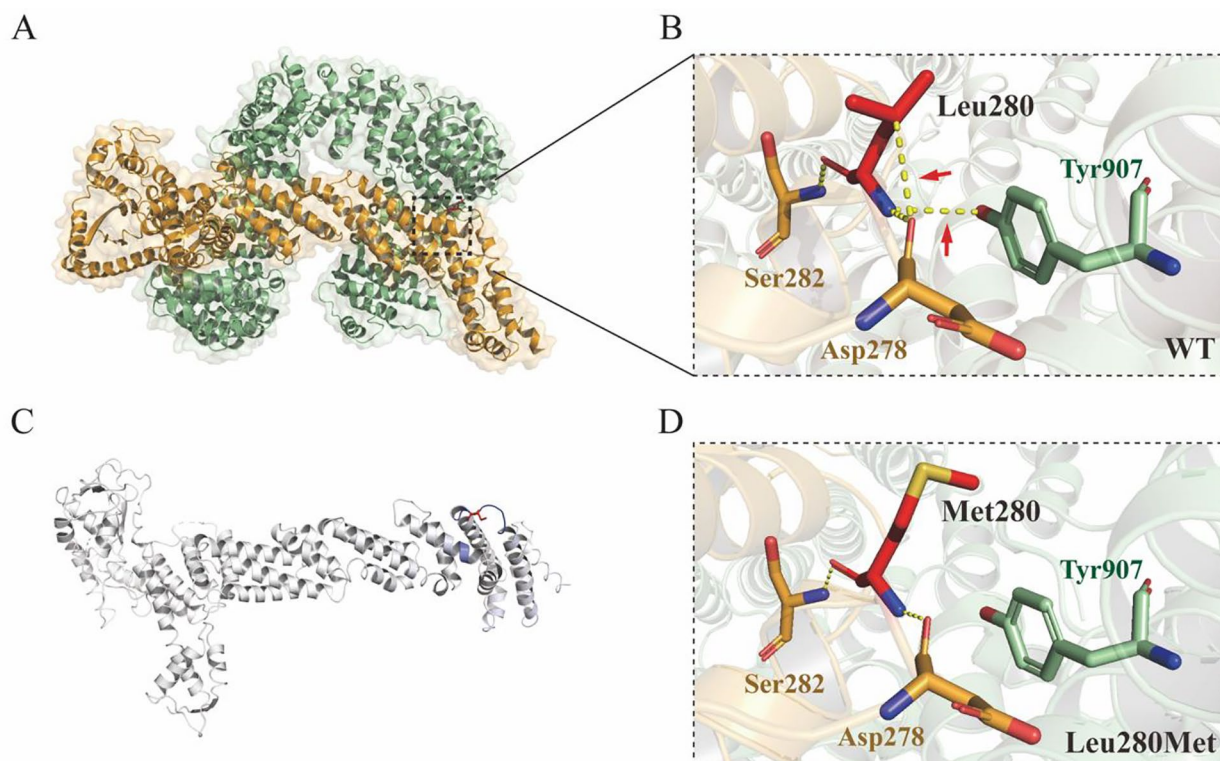 A
B
Leu280
Tyr907
Ser282
Asp278
WT
C
D
Met280
Tyr907
Ser282
Asp278
Leu280Met